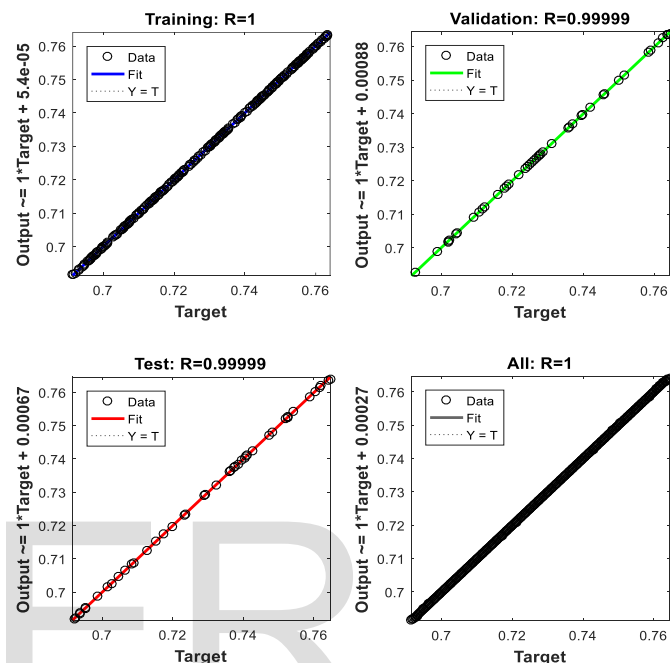 Training: R=1
Output ~= 1*Target + 5.4e-05
0.76
0.75
0.74
0.73
0.72
0.71
0.7
Data
Fit
Y = T
0.7
0.72
0.74
0.76
Target
Validation: R=0.99999
Output ~= 1*Target + 0.00088
0.76
0.75
0.74
0.73
0.72
0.71
0.7
Data
Fit
Y = T
0.7
0.72
0.74
0.76
Target
Test: R=0.99999
Output ~= 1*Target + 0.00067
0.76
0.75
0.74
0.73
0.72
0.71
0.7
Data
Fit
Y = T
0.7
0.72
0.74
0.76
Target
All: R=1
Output ~= 1*Target + 0.00027
0.76
0.75
0.74
0.73
0.72
0.71
0.7
Data
Fit
Y = T
0.7
0.72
0.74
0.76
Target
ER